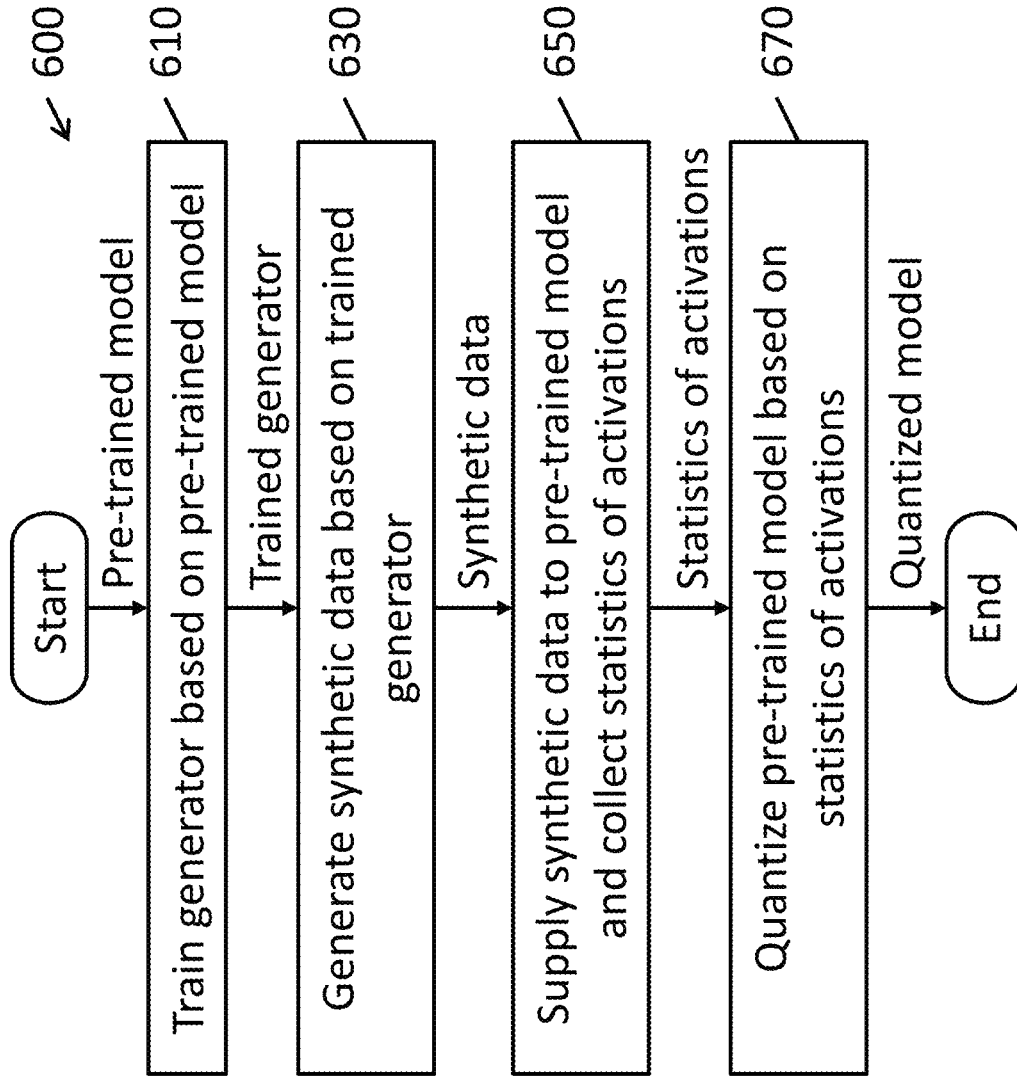 600
Start
Pre-trained model
Train generator based on pre-trained model
610
Trained generator
Generate synthetic data based on trained
generator
630
Synthetic data
Supply synthetic data to pre-trained model
and collect statistics of activations
650
Statistics of activations
Quantize pre-trained model based on
statistics of activations
670
Quantized model
End